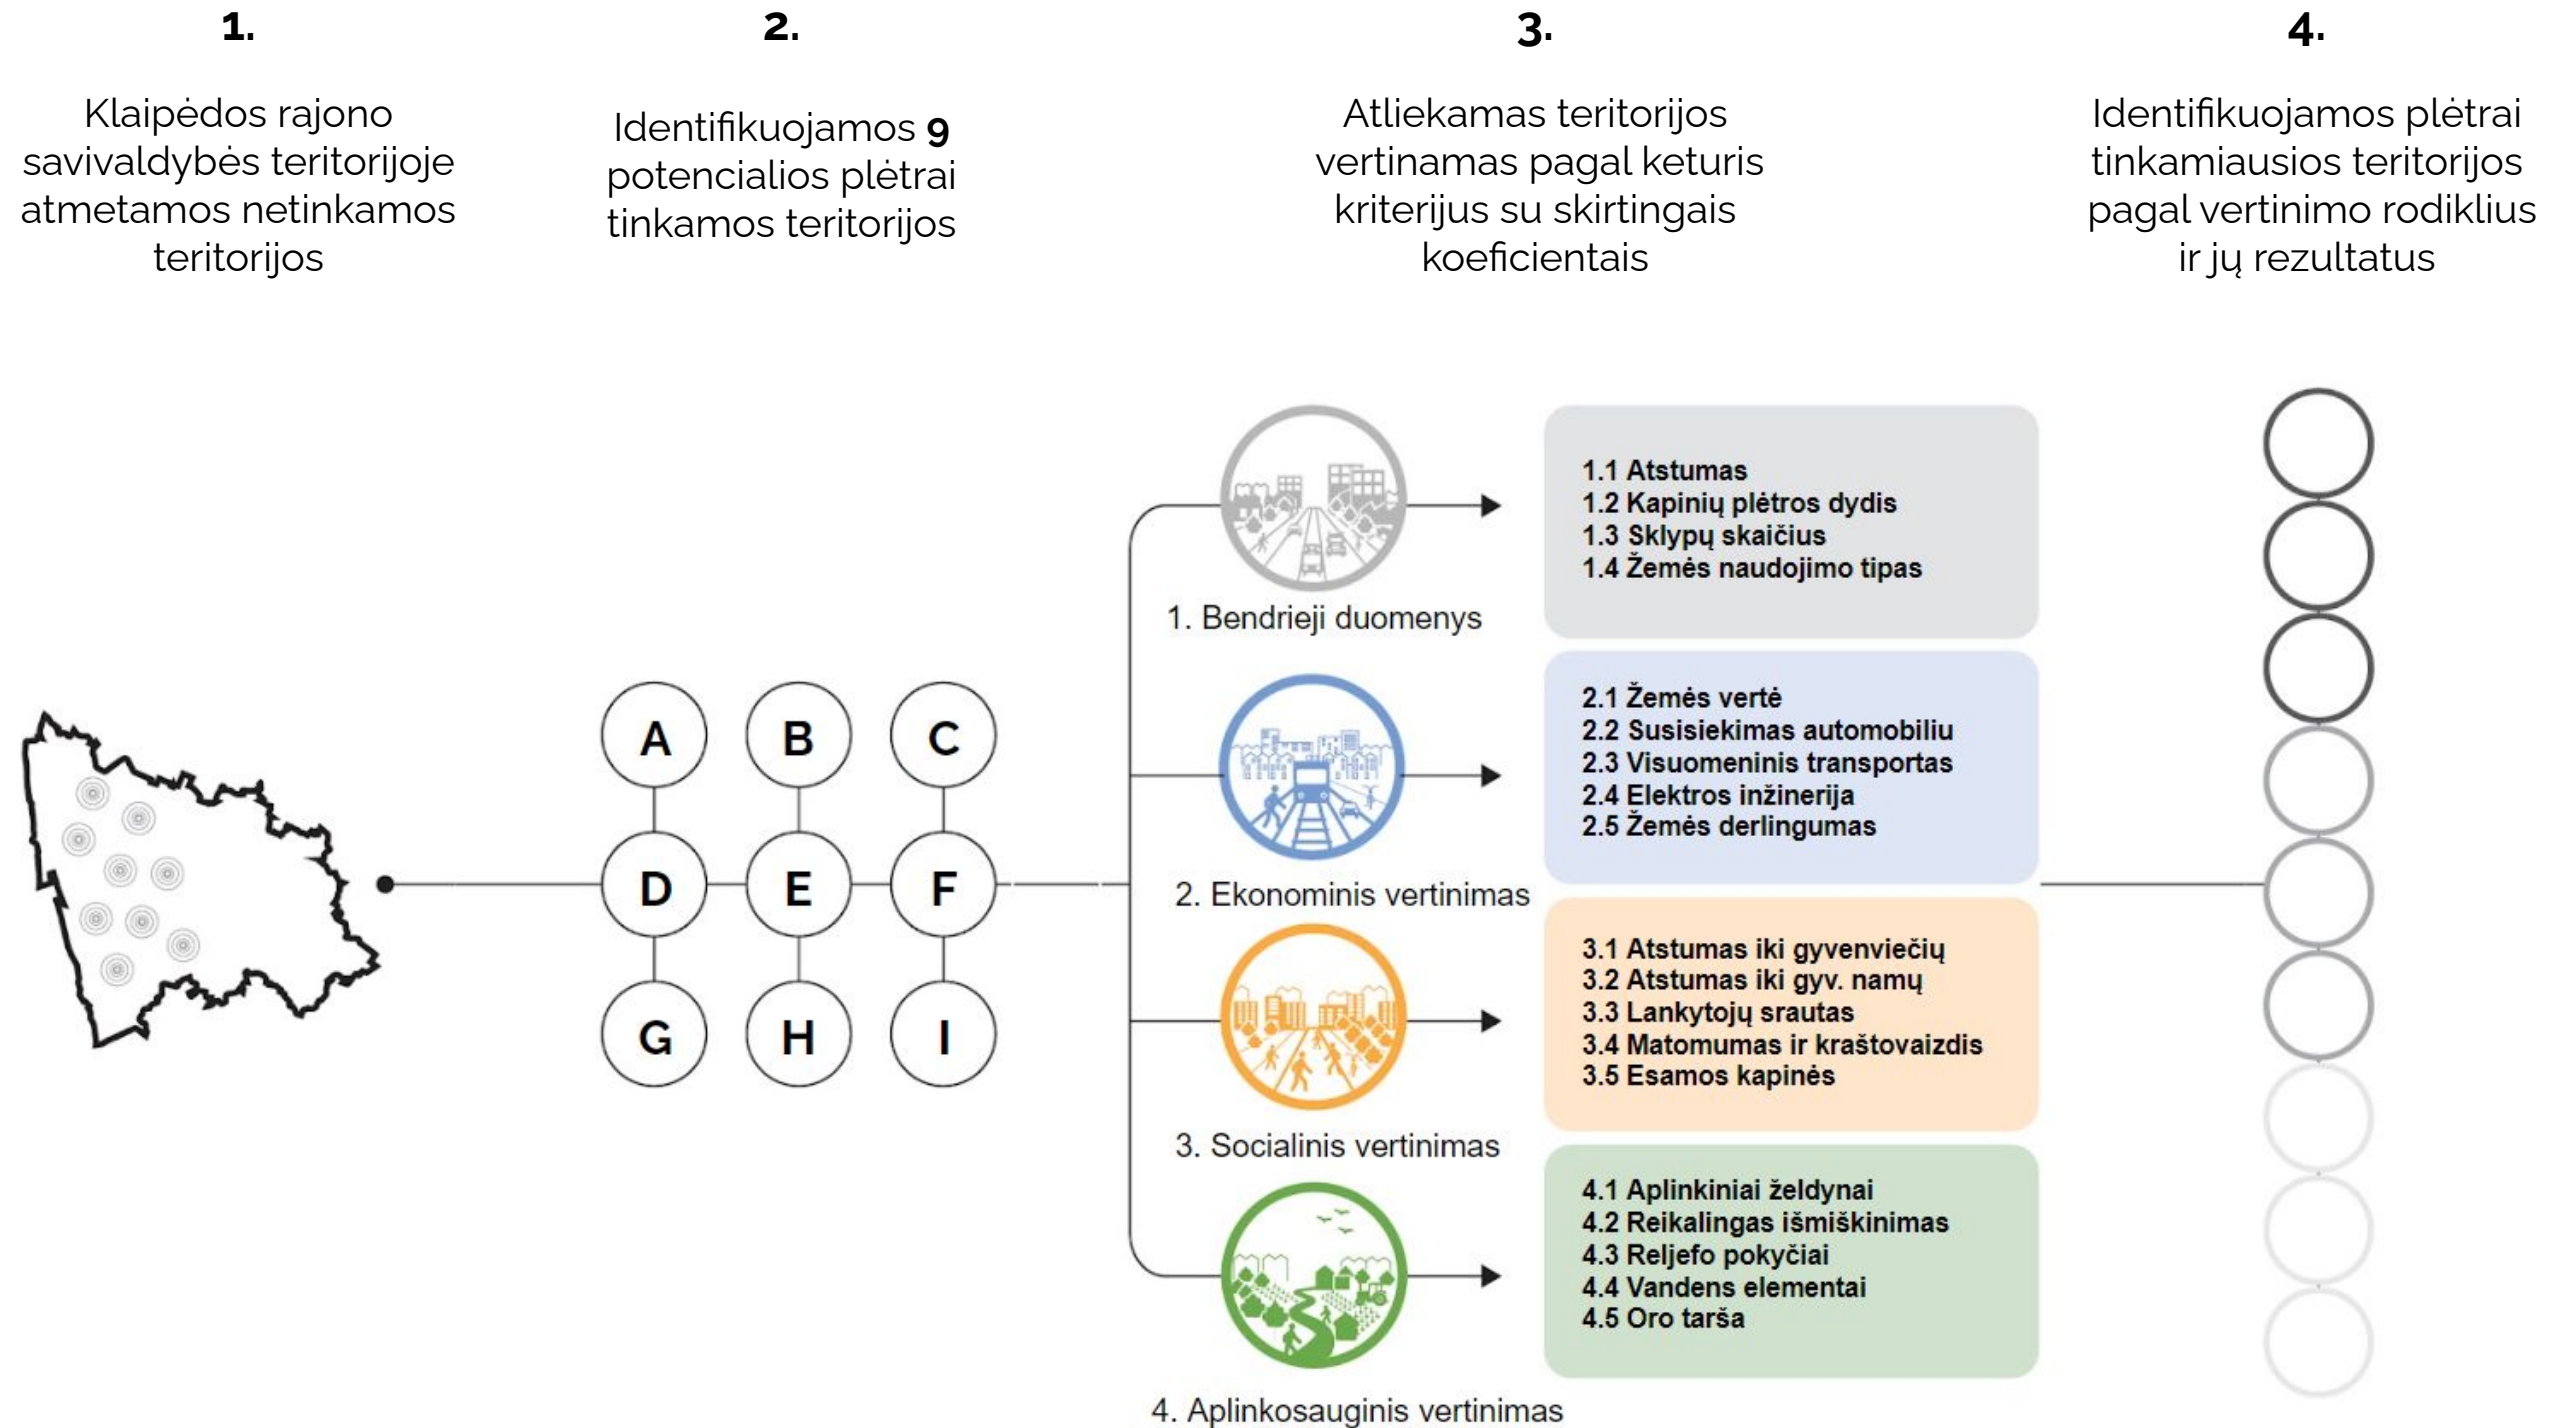 1.
Klaipėdos rajono
savivaldybės teritorijoje
atmetamos netinkamos
teritorijos
2.
Identifikuojamos 9
potencialios plėtrai
tinkamos teritorijos
3.
Atliekamas teritorijos
vertinamas pagal keturis
kriterijus su skirtingais
koeficientais
4.
Identifikuojamos plėtrai
tinkamiausios teritorijos
pagal vertinimo rodiklius
ir jų rezultatus
A B C
D E F
G H I
1. Bendrieji duomenys
1.1 Atstumas
1.2 Kapinių plėtros dydis
1.3 Sklypų skaičius
1.4 Žemės naudojimo tipas
2. Ekonominis vertinimas
2.1 Žemės vertė
2.2 Susisiekimas automobiliu
2.3 Visuomeninis transportas
2.4 Elektros inžinerija
2.5 Žemės derlingumas
3. Socialinis vertinimas
3.1 Atstumas iki gyvenviečių
3.2 Atstumas iki gyv. namų
3.3 Lankytojų srautas
3.4 Matomumas ir kraštovaizdis
3.5 Esamos kapinės
4. Aplinkosauginis vertinimas
4.1 Aplinkiniai želdynai
4.2 Reikalingas išmiškinimas
4.3 Reljefo pokyčiai
4.4 Vandens elementai
4.5 Oro tarša